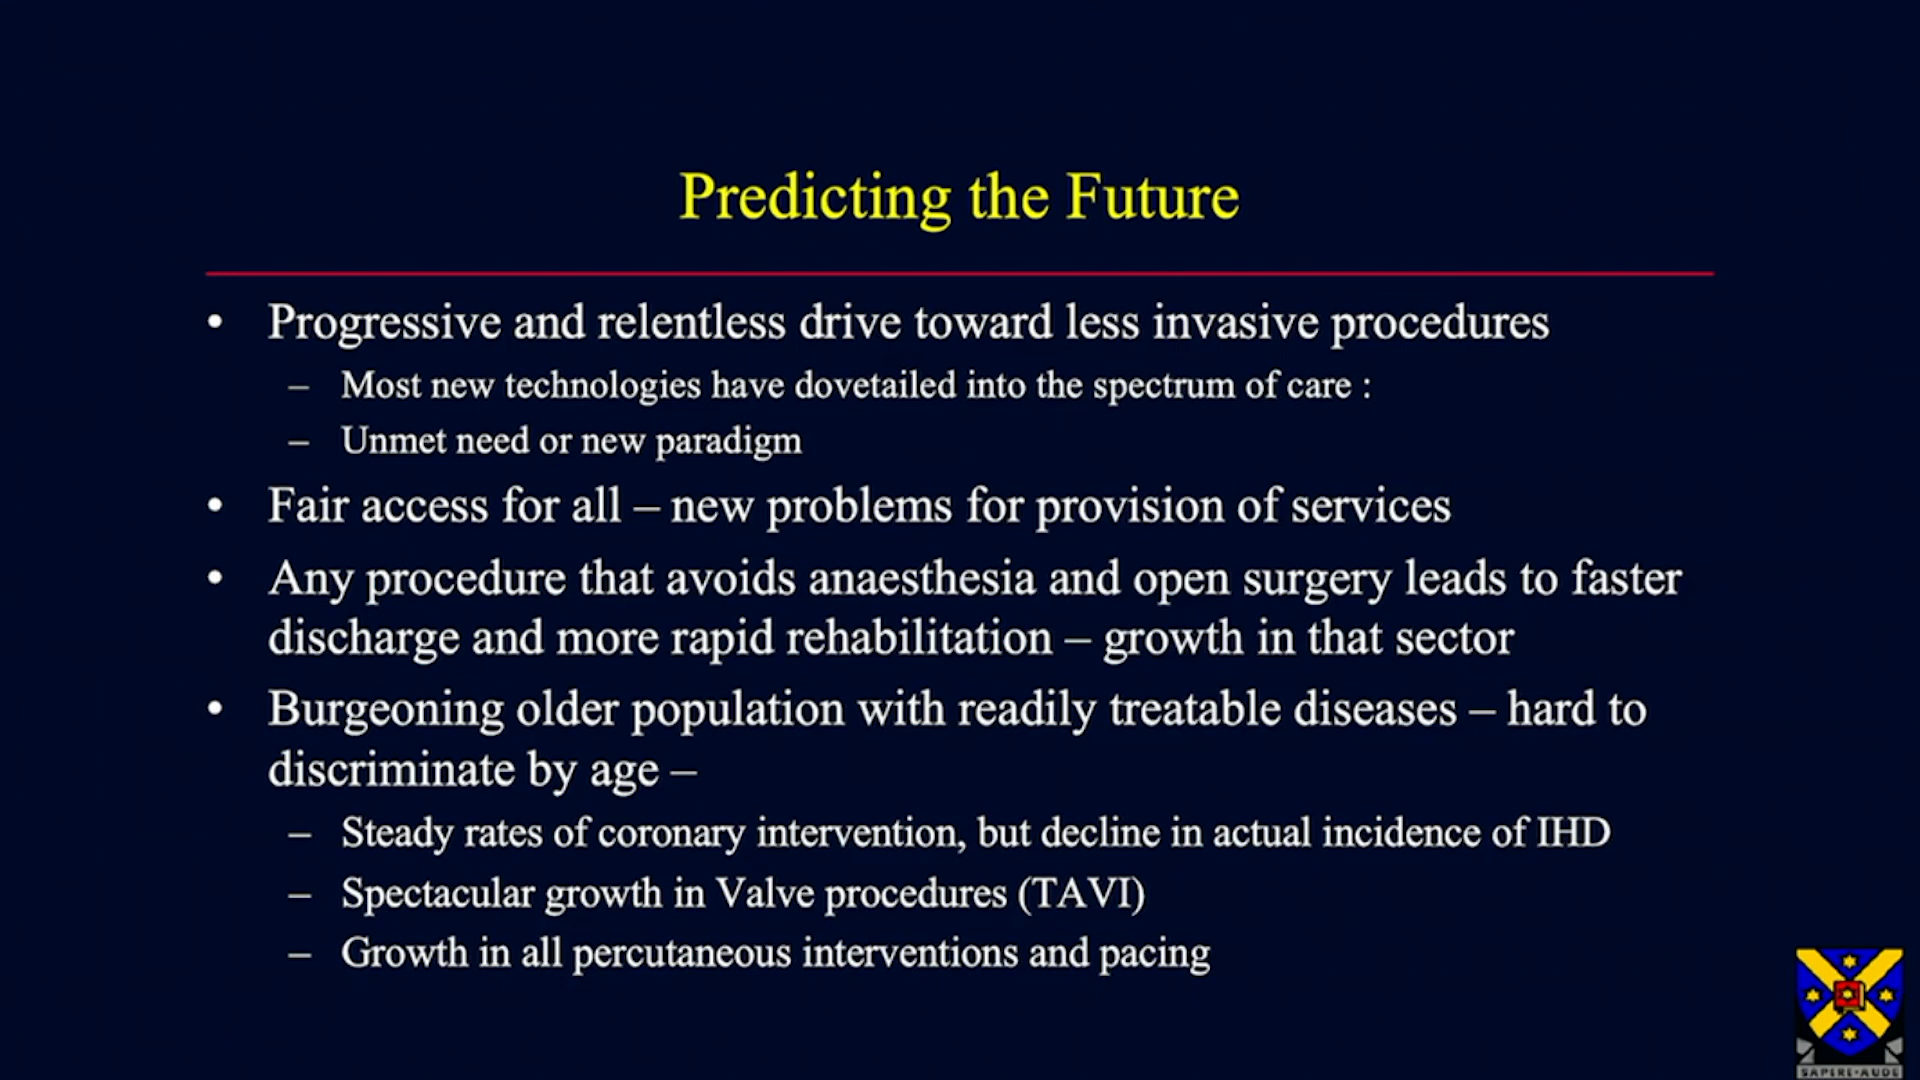 Predicting the Future
• Progressive and relentless drive toward less invasive procedures
– Most new technologies have dovetailed into the spectrum of care :
– Unmet need or new paradigm
• Fair access for all – new problems for provision of services
• Any procedure that avoids anaesthesia and open surgery leads to faster
discharge and more rapid rehabilitation – growth in that sector
• Burgeoning older population with readily treatable diseases – hard to
discriminate by age –
– Steady rates of coronary intervention, but decline in actual incidence of IHD
– Spectacular growth in Valve procedures (TAVI)
– Growth in all percutaneous interventions and pacing
SAPERE·AUDE